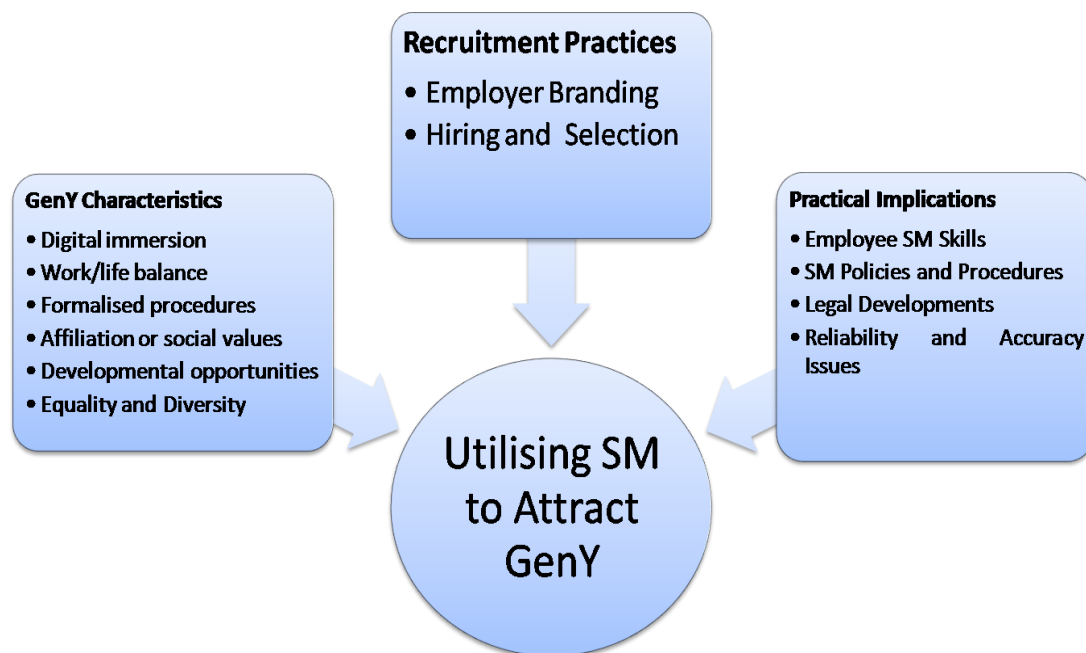 Recruitment Practices
• Employer Branding
• Hiring and Selection
GenY Characteristics
• Digital immersion
• Work/life balance
• Formalised procedures
• Affiliation or social values
• Developmental opportunities
• Equality and Diversity
Practical Implications
• Employee SM Skills
• SM Policies and Procedures
• Legal Developments
• Reliability and Accuracy
Issues
Utilising SM
to Attract
GenY